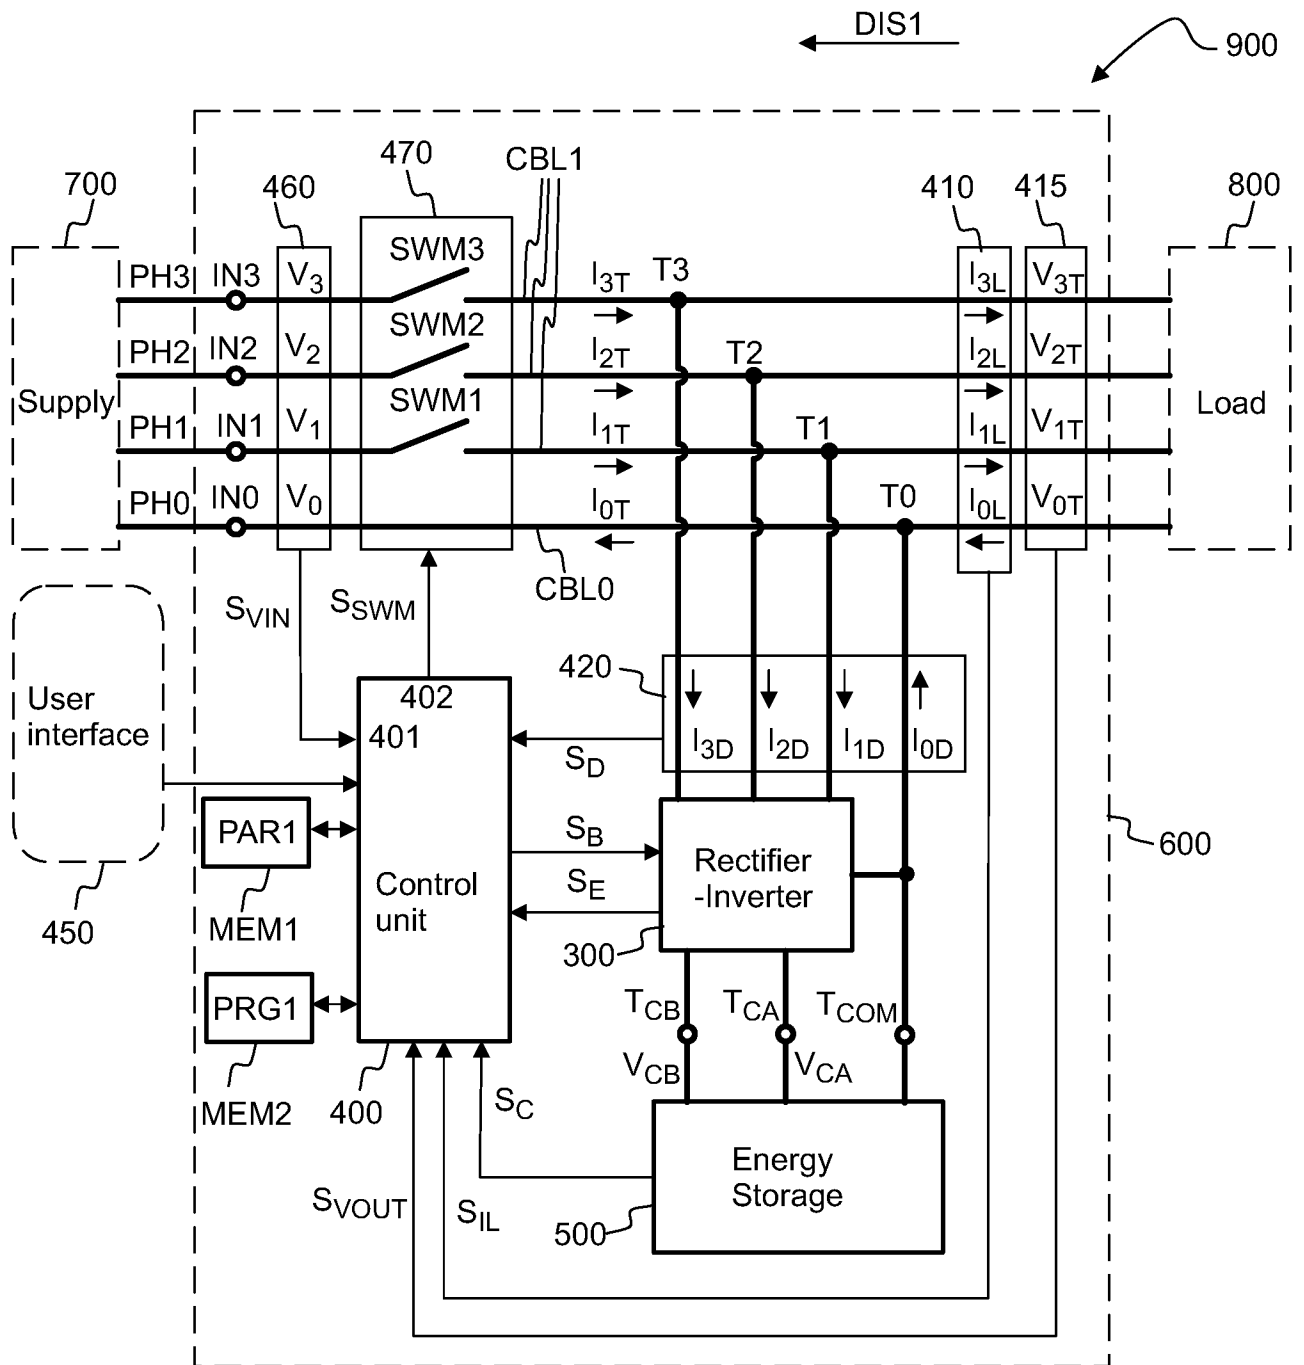 DIS1
900
470
CBL1
700
460
410
415
800
PH3
IN3
V3
SWM3
I3T
T3
I3L
V3T
PH2
IN2
V2
SWM2
I2T
T2
I2L
V2T
Supply
PH1
IN1
V1
SWM1
I1T
T1
I1L
V1T
Load
PH0
IN0
V0
I0T
T0
I0L
V0T
CBL0
SVIN
SSWM
User
interface
450
420
402
401
SD
I3D
I2D
I1D
I0D
PAR1
MEM1
SB
SE
Control
unit
Rectifier
-Inverter
600
300
PRG1
MEM2
400
TCB
TCA
TCOM
VCB
VCA
SC
Energy
Storage
SVOUT
SIL
500